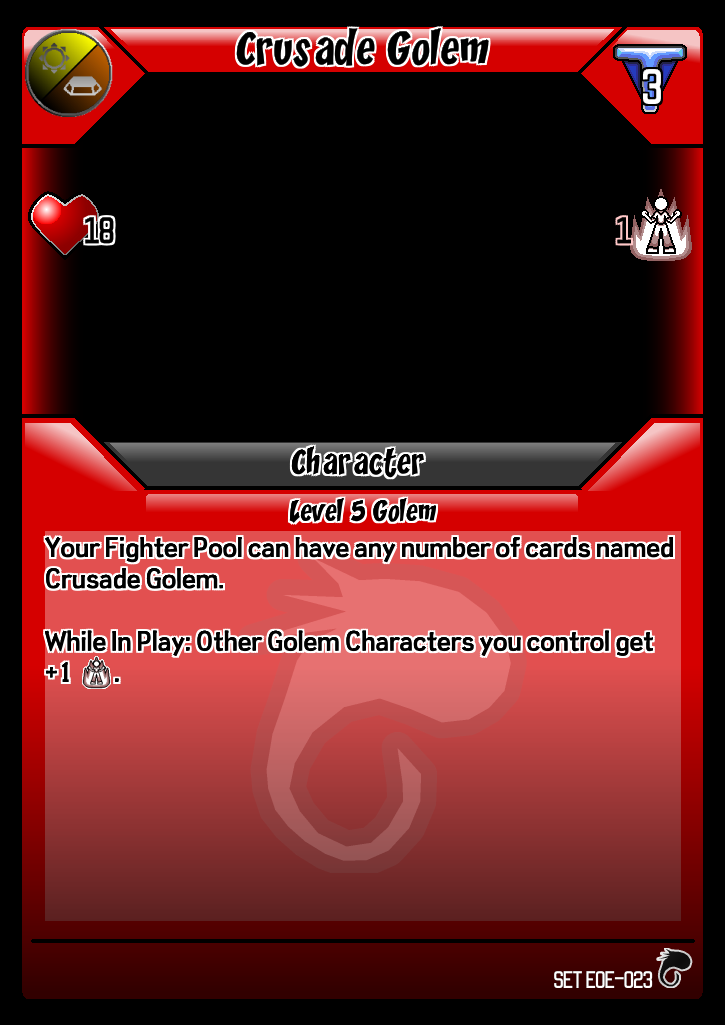 Crusade Golem
3
18
1
Character
Level 5 Golem
Your Fighter Pool can have any number of cards named
Crusade Golem.
While In Play: Other Golem Characters you control get
+1 .
SET EOE-023